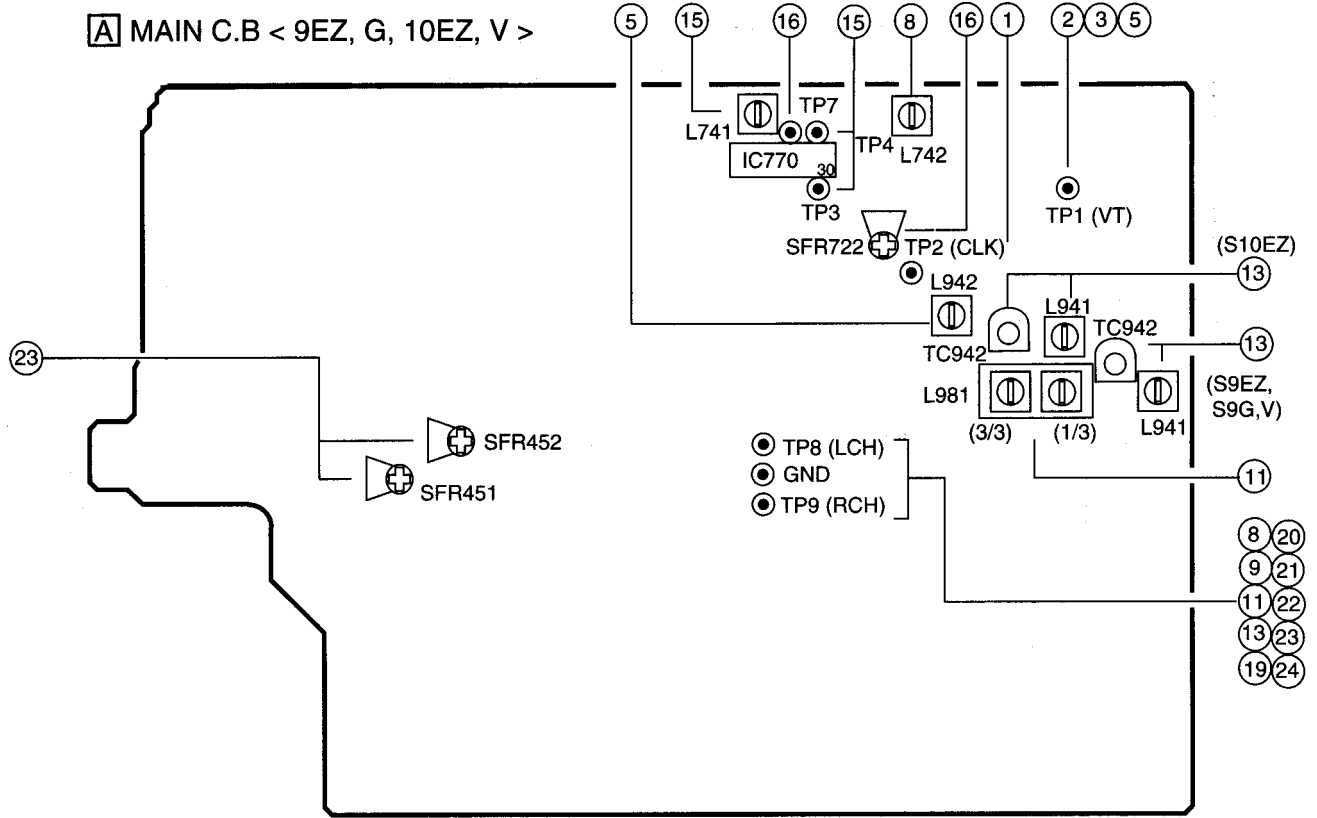 A MAIN C.B < 9EZ, G, 10EZ, V >
5 15 16 8 15 16 1 2 3 5
L741
TP7
TP4
L742
IC770
30
TP3
TP1 (VT)
SFR722
TP2 (CLK)
(S10EZ)
13
L942
L941
TC942
TC942
13
23
L981
(S9EZ,
S9G,V)
(3/3)
(1/3)
L941
SFR452
TP8 (LCH)
GND
11
SFR451
TP9 (RCH)
8 20
9 21
11 22
13 23
19 24